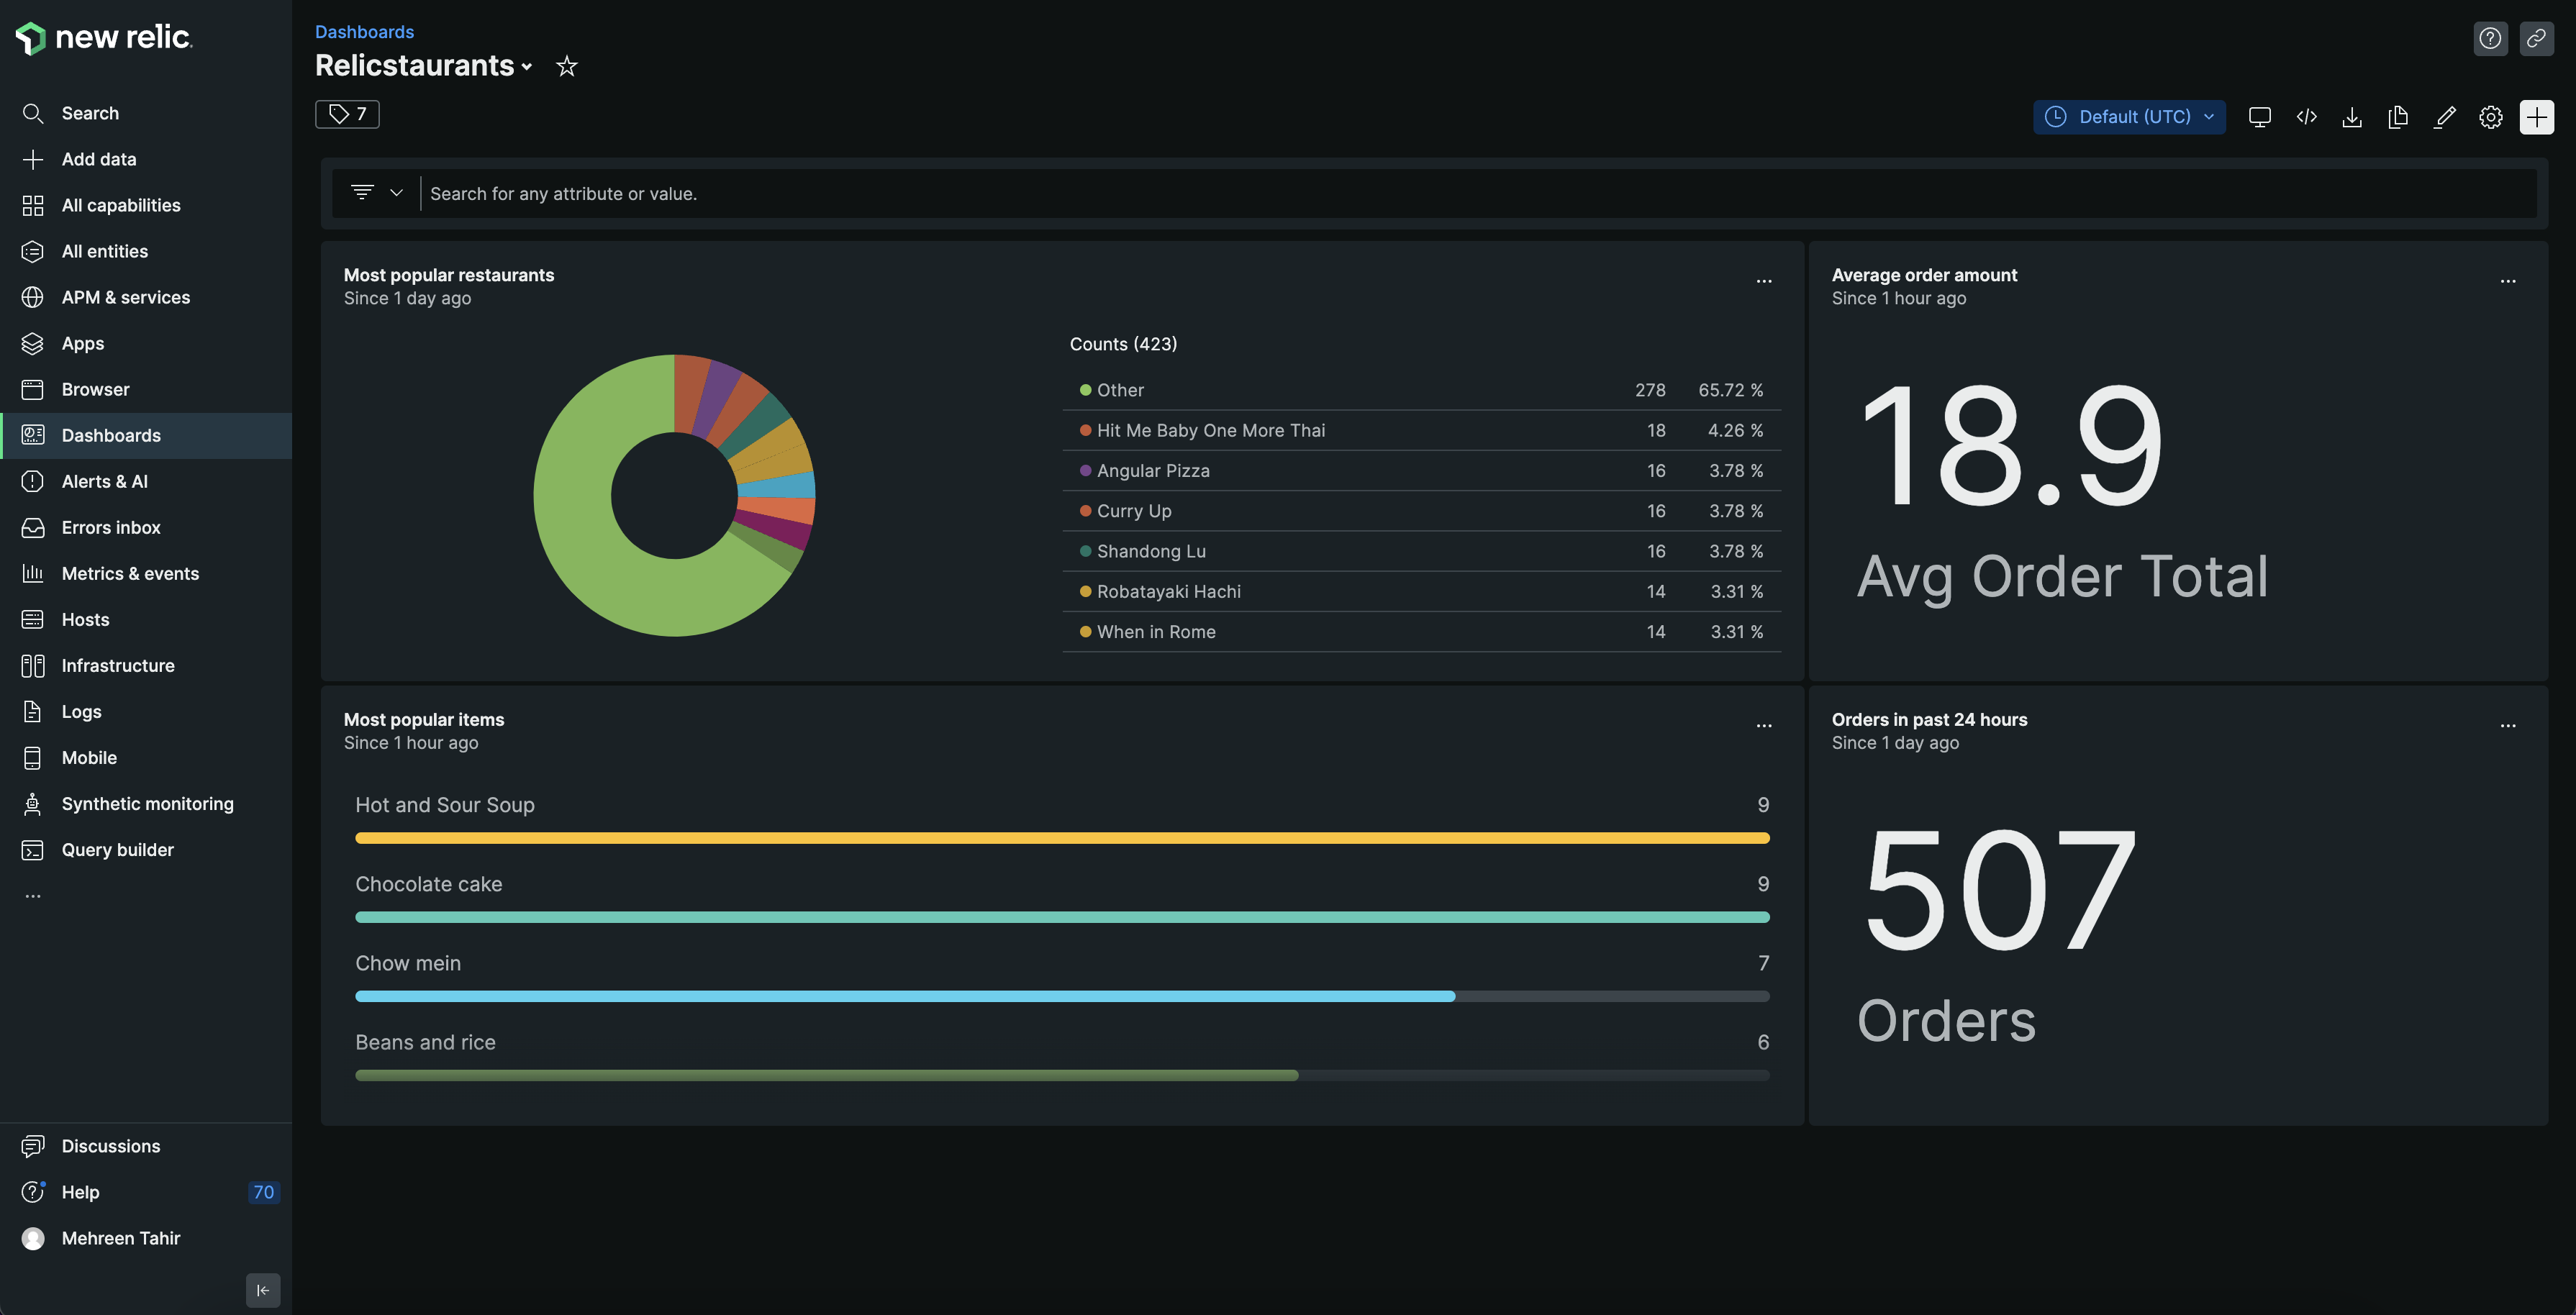 new relic.
Search
Add data
All capabilities
All entities
APM & services
Apps
Browser
Dashboards
Alerts & AI
Errors inbox
Metrics & events
Hosts
Infrastructure
Logs
Mobile
Synthetic monitoring
Query builder
...
Discussions
Help 70
Mehreen Tahir
Dashboards
Relicstaurants
7
Default (UTC)
Search for any attribute or value.
Most popular restaurants
Since 1 day ago
Counts (423)
Other 278 65.72 %
Hit Me Baby One More Thai 18 4.26 %
Angular Pizza 16 3.78 %
Curry Up 16 3.78 %
Shandong Lu 16 3.78 %
Robatayaki Hachi 14 3.31 %
When in Rome 14 3.31 %
Average order amount
Since 1 hour ago
18.9
Avg Order Total
Most popular items
Since 1 hour ago
Hot and Sour Soup 9
Chocolate cake 9
Chow mein 7
Beans and rice 6
Orders in past 24 hours
Since 1 day ago
507
Orders